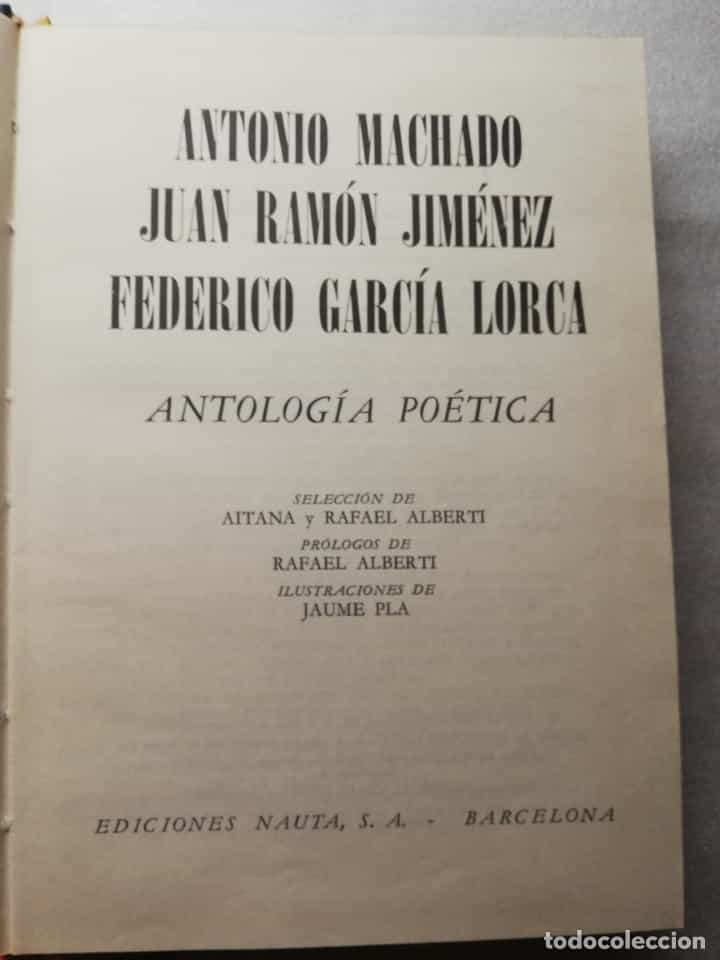 ANTONIO MACHADO
JUAN RAMÓN JIMÉNEZ
FEDERICO GARCÍA LORCA
ANTOLOGÍA POÉTICA
SELECCIÓN DE
AITANA y RAFAEL ALBERTI
PRÓLOGOS DE
RAFAEL ALBERTI
ILUSTRACIONES DE
JAUME PLA
EDICIONES NAUTA, S. A. - BARCELONA
todocoleccion